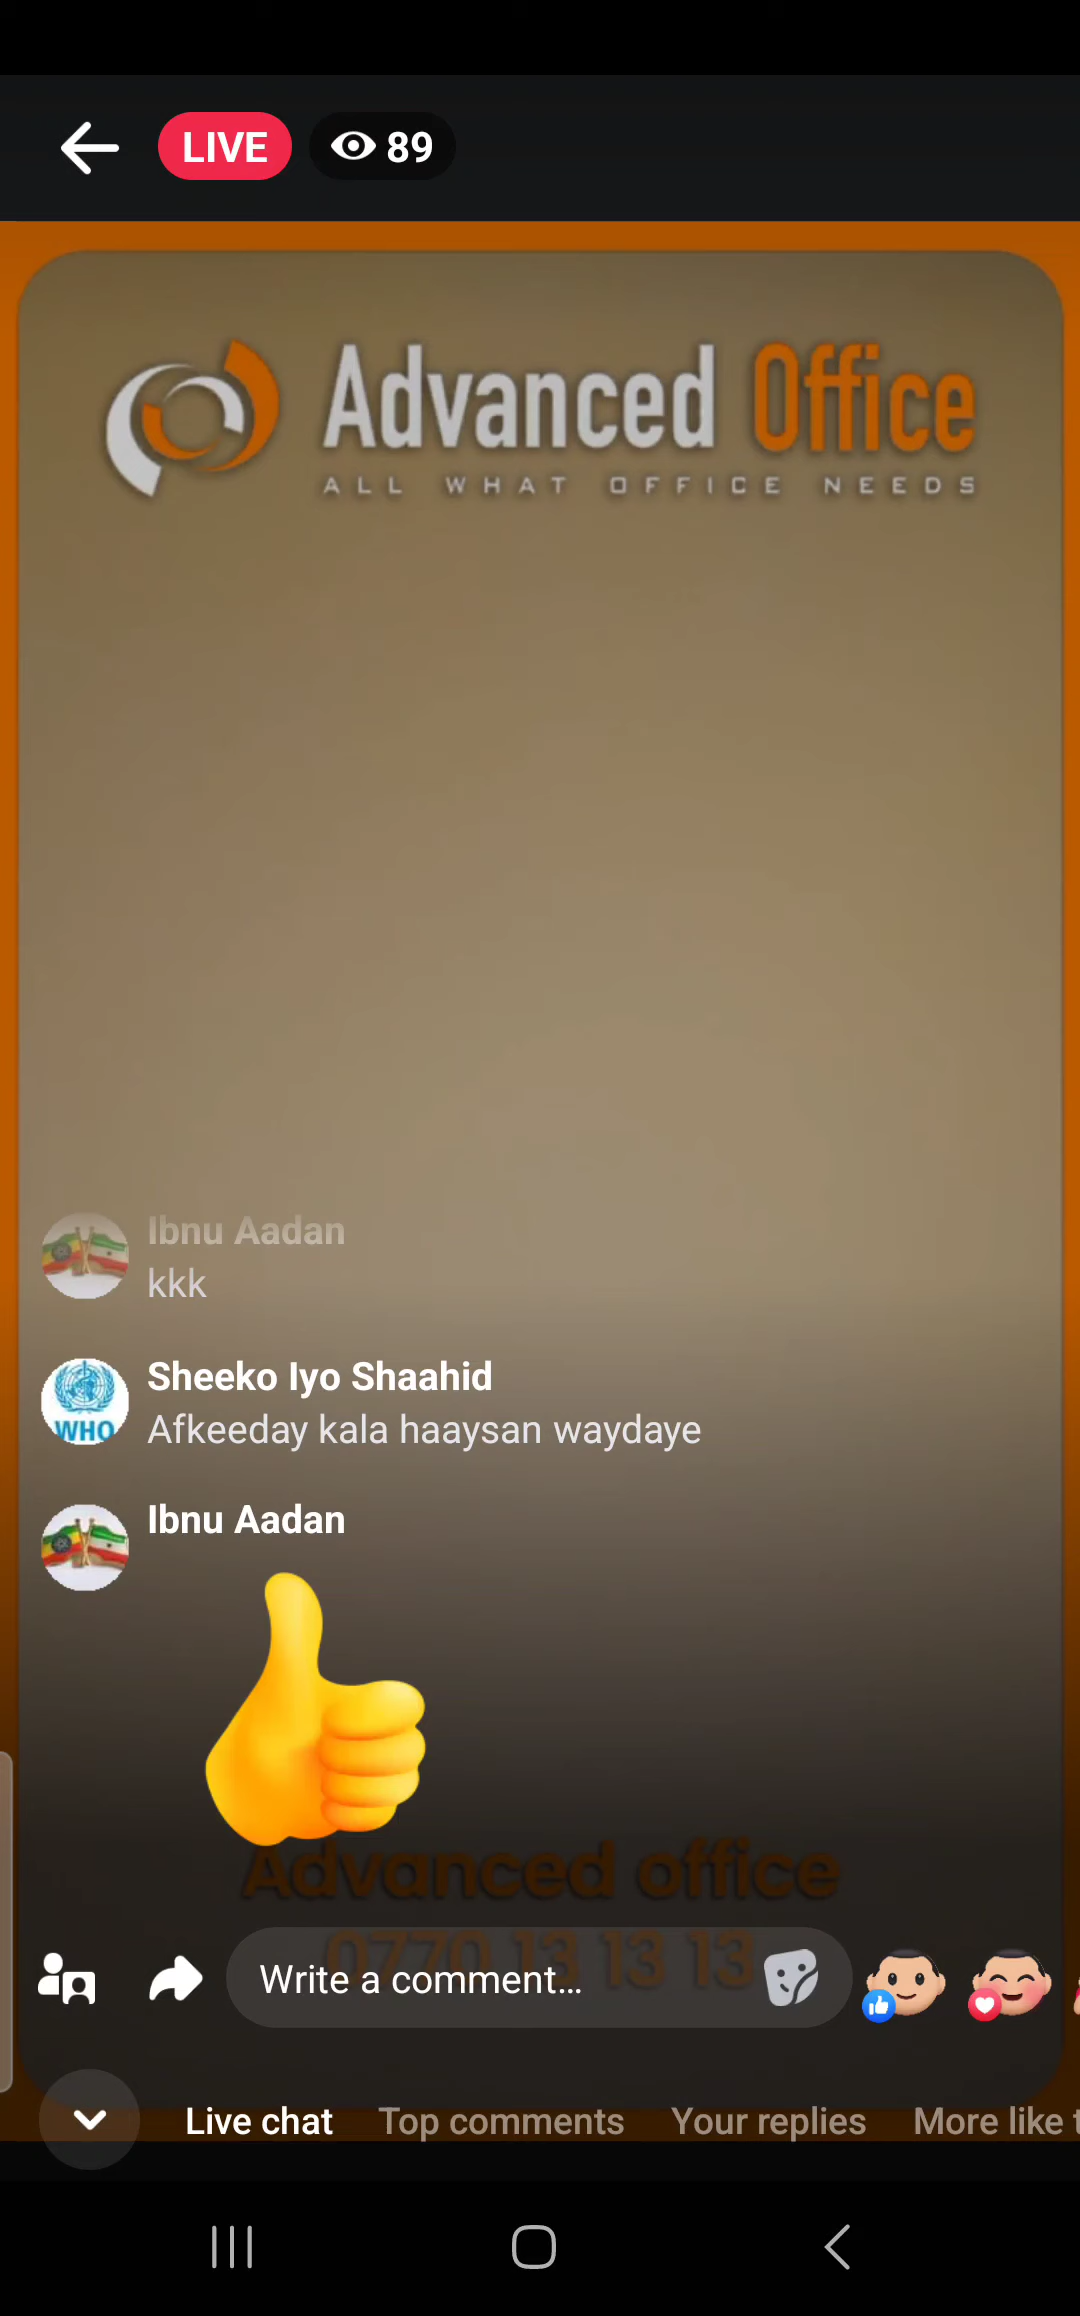 LIVE
89
Advanced Office
ALL WHAT OFFICE NEEDS
Ibnu Aadan
kkk
Sheeko Iyo Shaahid
WHO
Afkeeday kala haaysan waydaye
Ibnu Aadan
Advanced office
0770 13 13 13
Write a comment...
Live chat Top comments Your replies More like t